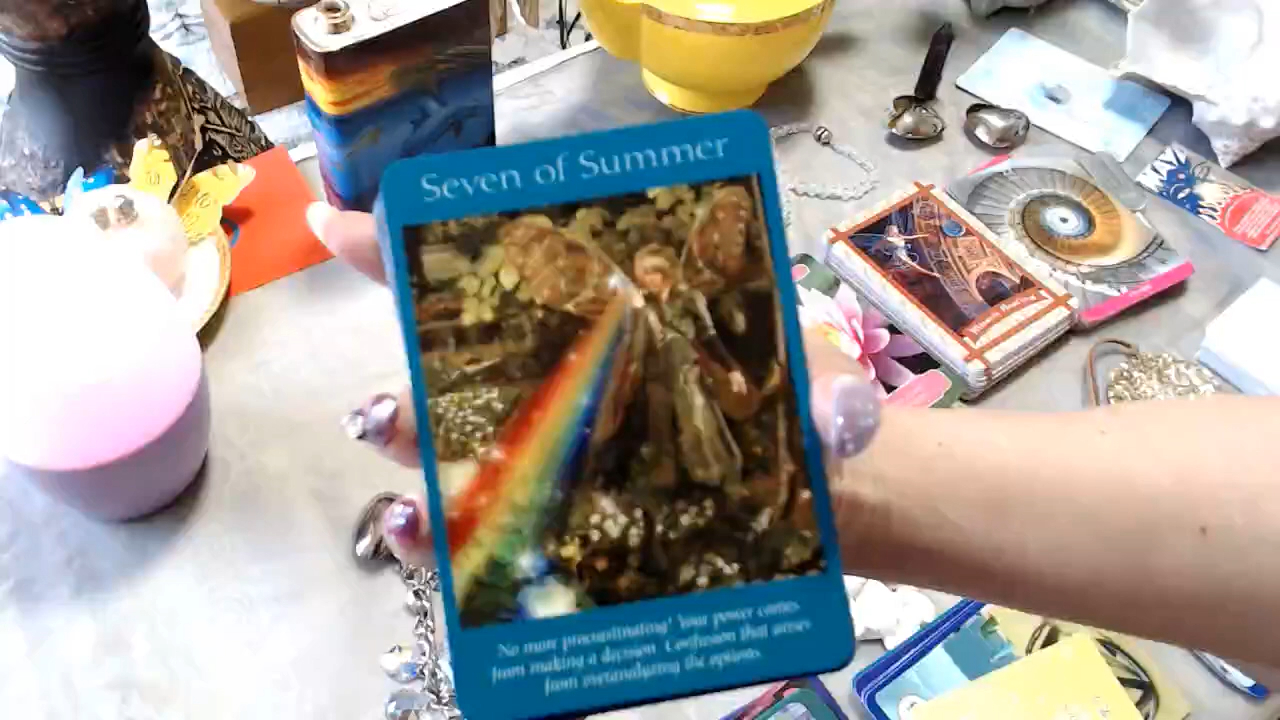 Seven of Summer
No more procrastinating! Your power comes
from making a decision. Confusion that arises
from overanalyzing the options.